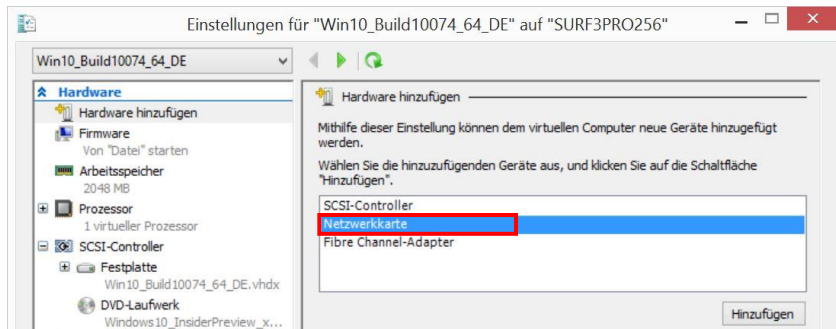 Einstellungen für "Win10_Build10074_64_DE" auf "SURF3PRO256"
Win10_Build10074_64_DE
Hardware
Hardware hinzufügen
Firmware
Von "Datei" starten
Arbeitsspeicher
2048 MB
Prozessor
1 virtueller Prozessor
SCSI-Controller
Festplatte
Win10_Build10074_64_DE.vhdx
DVD-Laufwerk
Windows10_InsiderPreview_x...
Hardware hinzufügen
Mithilfe dieser Einstellung können dem virtuellen Computer neue Geräte hinzugefügt
werden.
Wählen Sie die hinzuzufügenden Geräte aus, und klicken Sie auf die Schaltfläche
"Hinzufügen".
SCSI-Controller
Netzwerkkarte
Fibre Channel-Adapter
Hinzufügen